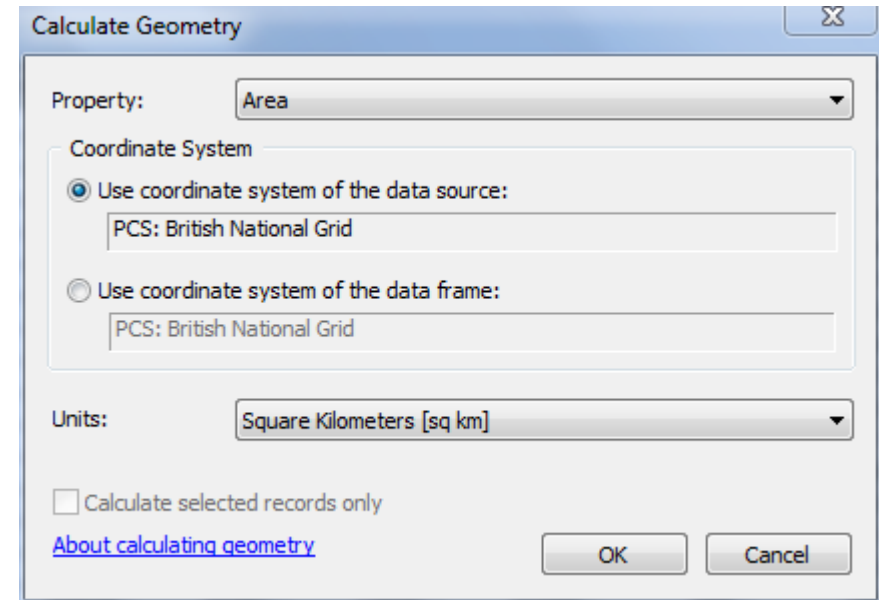 Calculate Geometry
Property: Area
Coordinate System
Use coordinate system of the data source:
PCS: British National Grid
Use coordinate system of the data frame:
PCS: British National Grid
Units: Square Kilometers [sq km]
Calculate selected records only
About calculating geometry OK Cancel